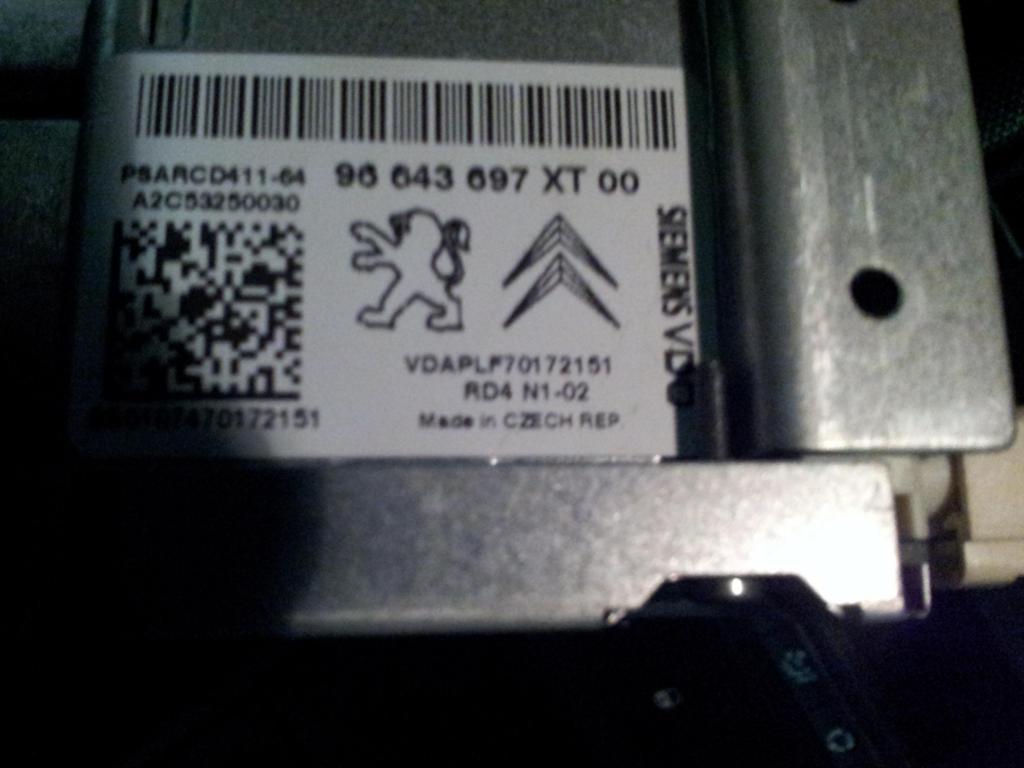 PSARCD411-64
A2C53250030
96 643 697 XT 00
SIEMENS VDO
VDAPLF70172151
RD4 N1-02
Made in CZECH REP.